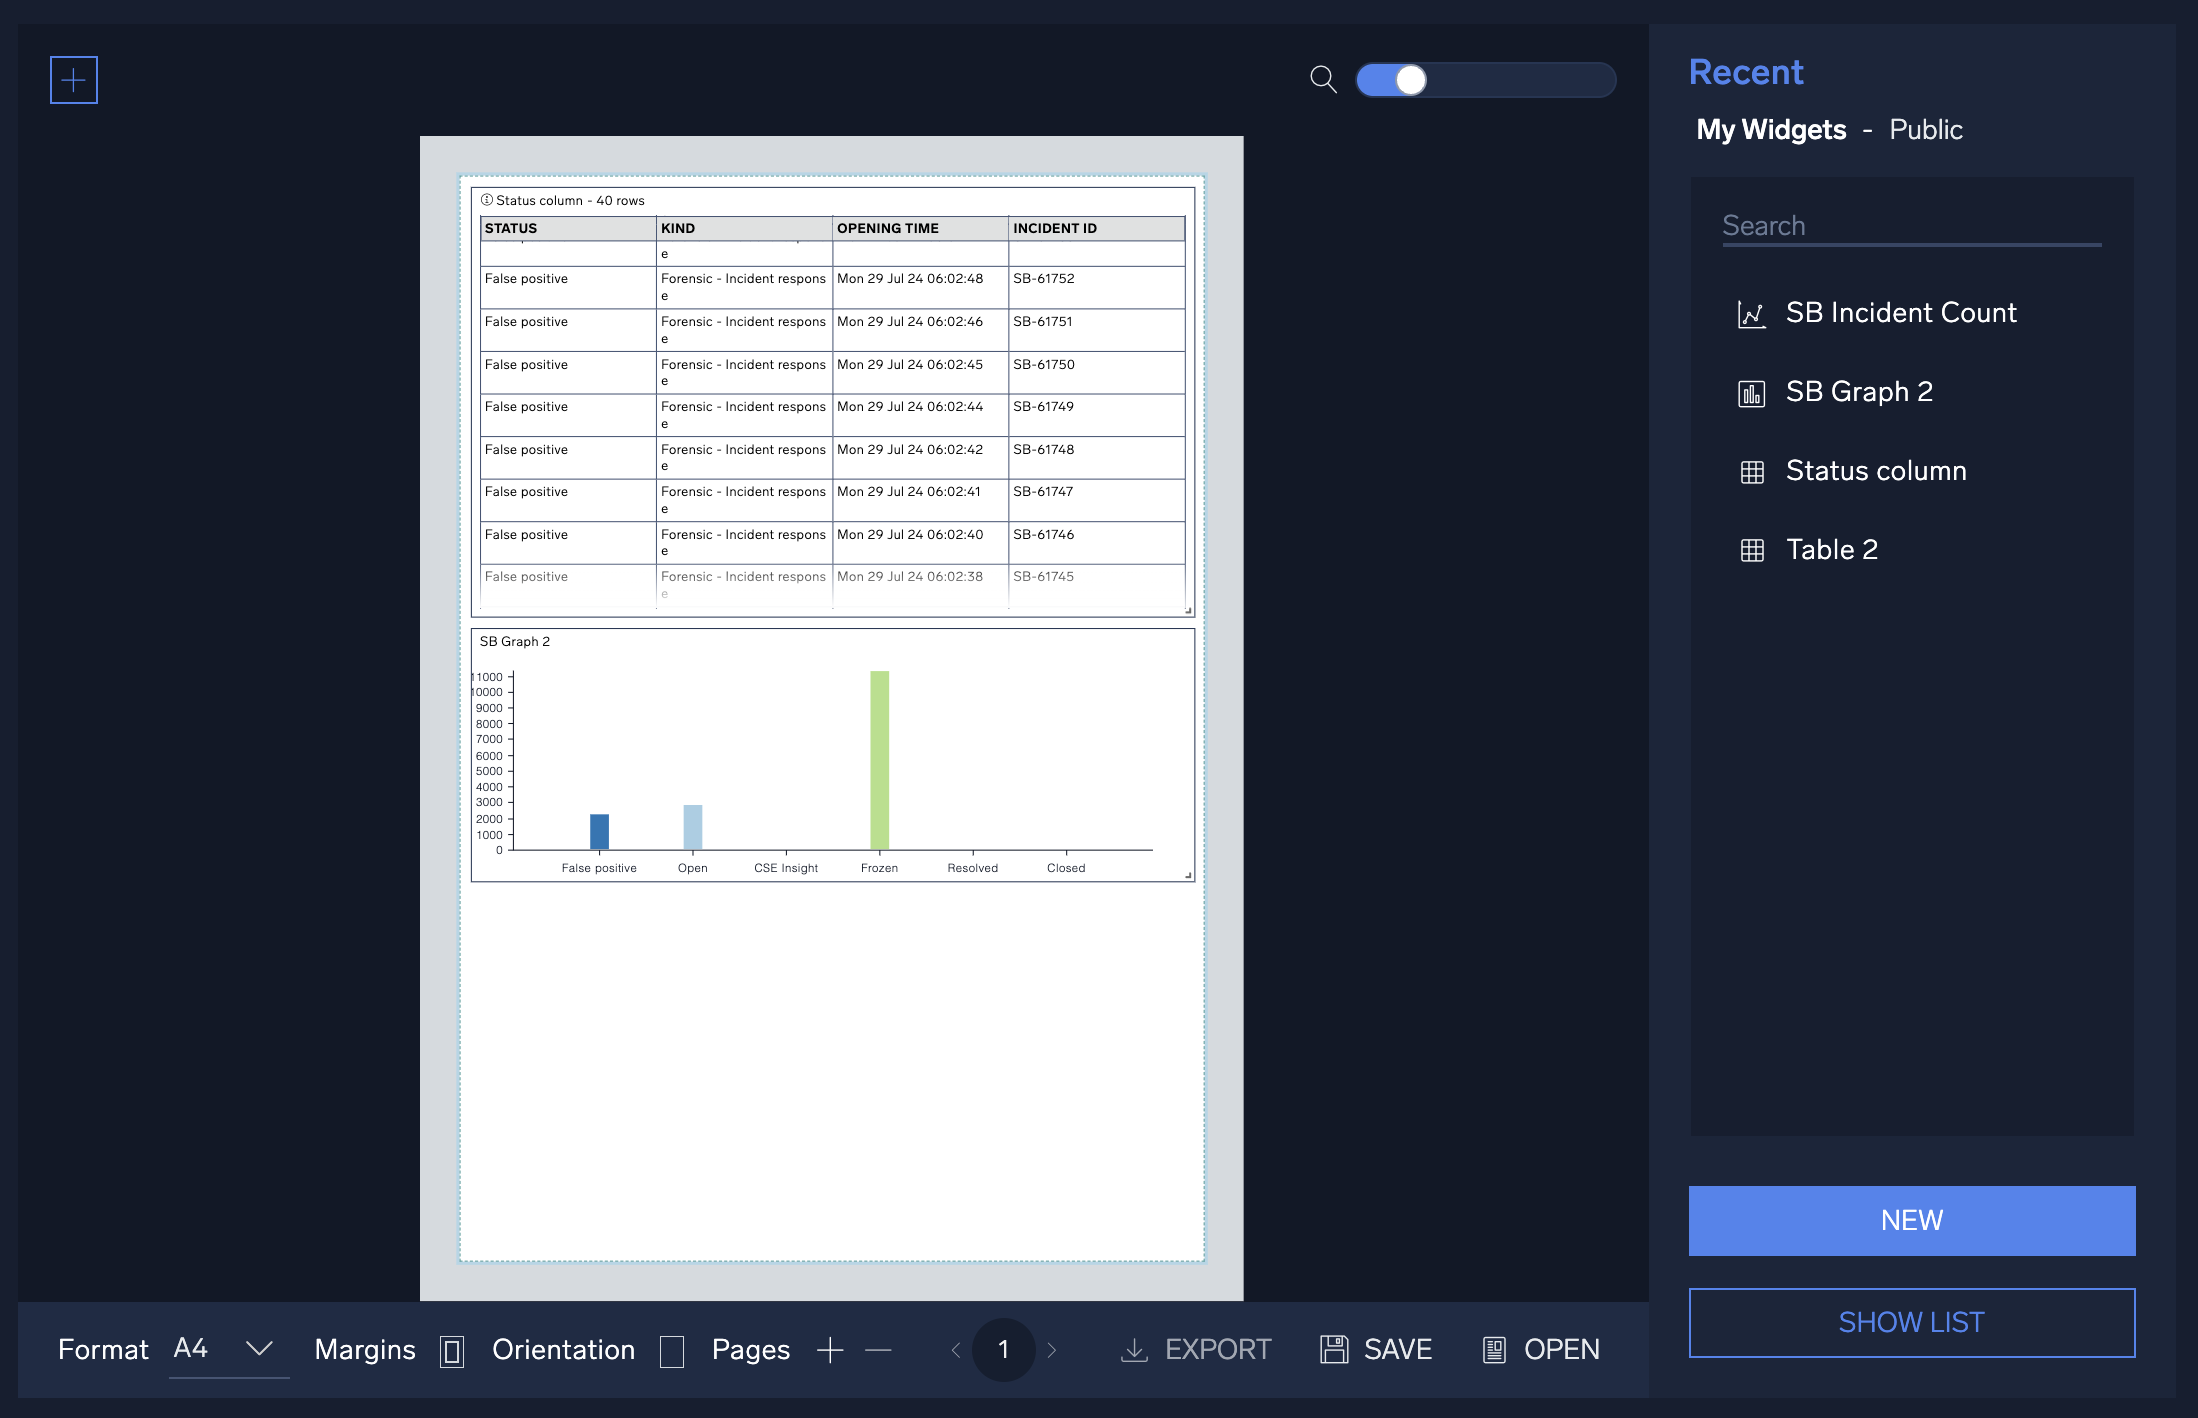 Recent
My Widgets - Public
Search
SB Incident Count
SB Graph 2
Status column
Table 2
NEW
SHOW LIST
Status column - 40 rows
STATUS KIND OPENING TIME INCIDENT ID
e
False positive Forensic - Incident respons Mon 29 Jul 24 06:02:48 SB-61752
e
False positive Forensic - Incident respons Mon 29 Jul 24 06:02:46 SB-61751
e
False positive Forensic - Incident respons Mon 29 Jul 24 06:02:45 SB-61750
e
False positive Forensic - Incident respons Mon 29 Jul 24 06:02:44 SB-61749
e
False positive Forensic - Incident respons Mon 29 Jul 24 06:02:42 SB-61748
e
False positive Forensic - Incident respons Mon 29 Jul 24 06:02:41 SB-61747
e
False positive Forensic - Incident respons Mon 29 Jul 24 06:02:40 SB-61746
e
False positive Forensic - Incident respons Mon 29 Jul 24 06:02:38 SB-61745
e
SB Graph 2
11000
10000
9000
8000
7000
6000
5000
4000
3000
2000
1000
0
False positive Open CSE Insight Frozen Resolved Closed
Format A4 Margins Orientation Pages 1 EXPORT SAVE OPEN